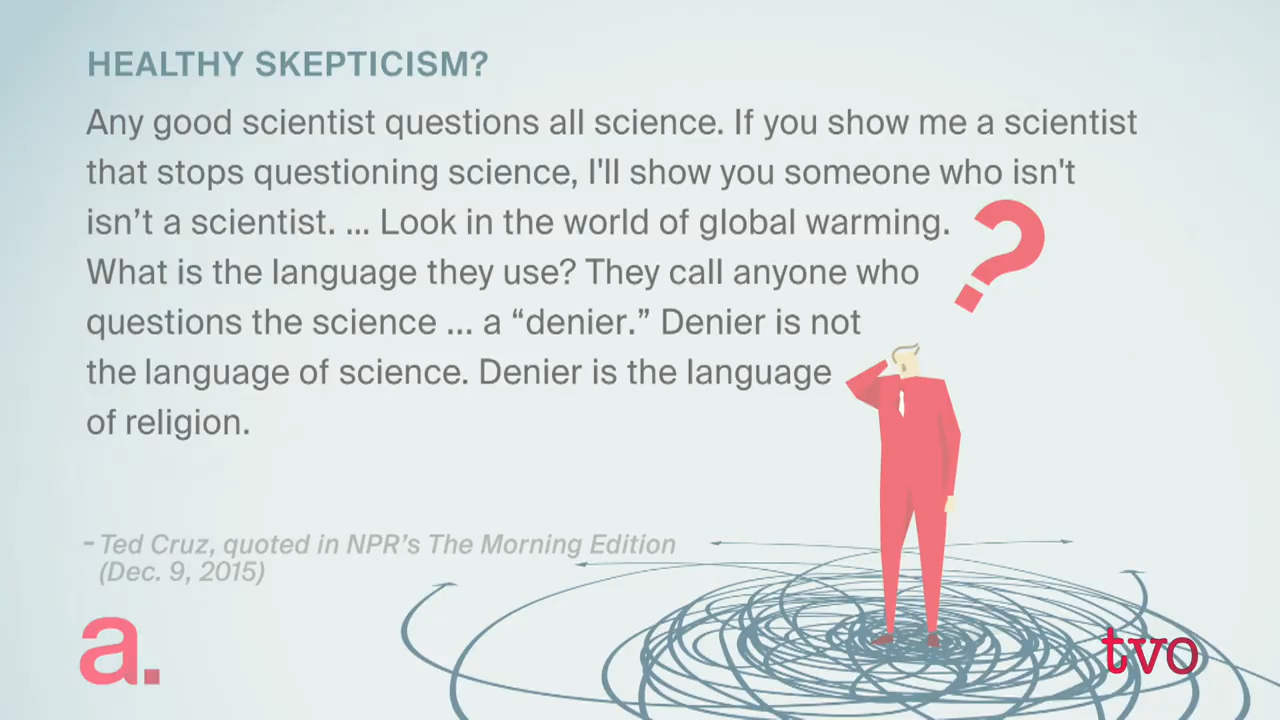 HEALTHY SKEPTICISM?
Any good scientist questions all science. If you show me a scientist
that stops questioning science, I'll show you someone who isn't
isn’t a scientist. ... Look in the world of global warming.
What is the language they use? They call anyone who
questions the science ... a “denier.” Denier is not
the language of science. Denier is the language
of religion.
– Ted Cruz, quoted in NPR’s The Morning Edition
(Dec. 9, 2015)
a.
tvo